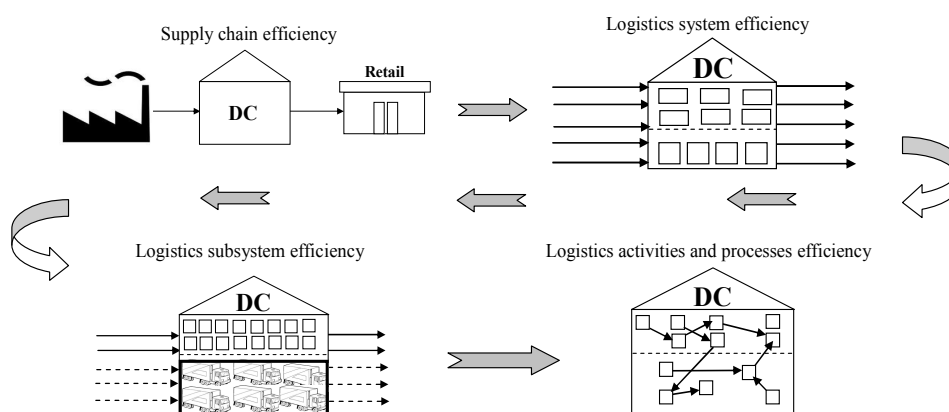 Supply chain efficiency
Logistics system efficiency
DC
Retail
DC
Logistics subsystem efficiency
Logistics activities and processes efficiency
DC
DC